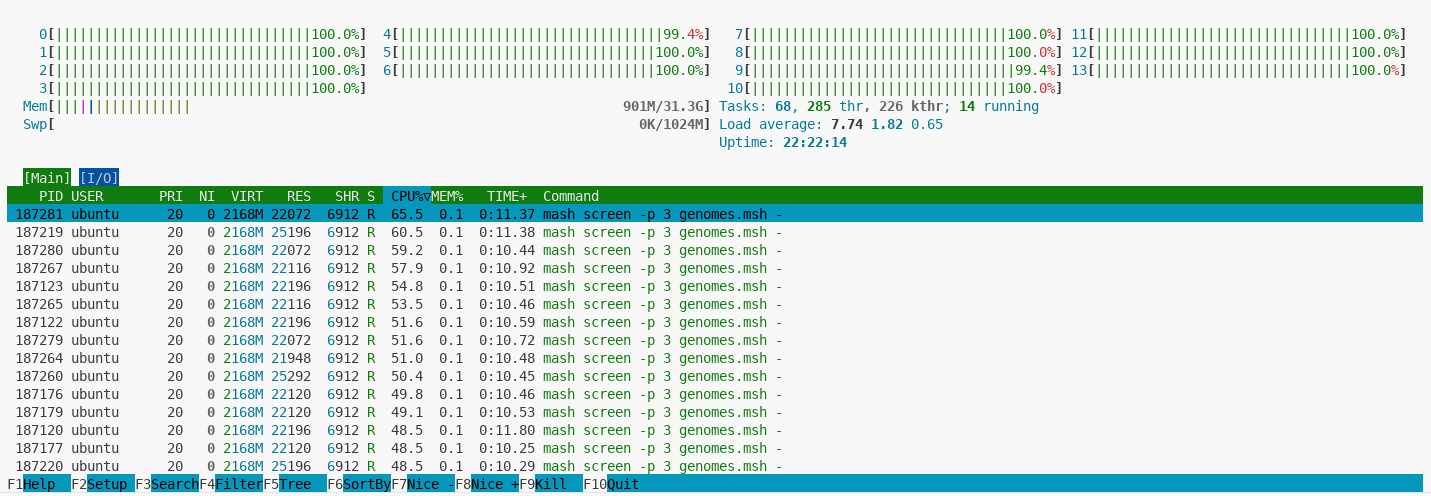 0[||||||||||||||||||||||||||||||||100.0%] 4[|||||||||||||||||||||||||||||||||99.4%] 7[||||||||||||||||||||||||||||||||100.0%] 11[||||||||||||||||||||||||||||||||100.0%]
1[||||||||||||||||||||||||||||||||100.0%] 5[||||||||||||||||||||||||||||||||100.0%] 8[||||||||||||||||||||||||||||||||100.0%] 12[||||||||||||||||||||||||||||||||100.0%]
2[||||||||||||||||||||||||||||||||100.0%] 6[||||||||||||||||||||||||||||||||100.0%] 9[|||||||||||||||||||||||||||||||||99.4%] 13[||||||||||||||||||||||||||||||||100.0%]
3[||||||||||||||||||||||||||||||||100.0%] 10[||||||||||||||||||||||||||||||||100.0%]
Mem[||||||||||||||||| 901M/31.3G] Tasks: 68, 285 thr, 226 kthr; 14 running
Swp[ 0K/1024M] Load average: 7.74 1.82 0.65
Uptime: 22:22:14
[Main] [I/O]
PID USER PRI NI VIRT RES SHR S CPU%▽MEM% TIME+ Command
187281 ubuntu 20 0 2168M 22072 6912 R 65.5 0.1 0:11.37 mash screen -p 3 genomes.msh -
187219 ubuntu 20 0 2168M 25196 6912 R 60.5 0.1 0:11.38 mash screen -p 3 genomes.msh -
187280 ubuntu 20 0 2168M 22072 6912 R 59.2 0.1 0:10.44 mash screen -p 3 genomes.msh -
187267 ubuntu 20 0 2168M 22116 6912 R 57.9 0.1 0:10.92 mash screen -p 3 genomes.msh -
187123 ubuntu 20 0 2168M 22196 6912 R 54.8 0.1 0:10.51 mash screen -p 3 genomes.msh -
187265 ubuntu 20 0 2168M 22116 6912 R 53.5 0.1 0:10.46 mash screen -p 3 genomes.msh -
187122 ubuntu 20 0 2168M 22196 6912 R 51.6 0.1 0:10.59 mash screen -p 3 genomes.msh -
187279 ubuntu 20 0 2168M 22072 6912 R 51.6 0.1 0:10.72 mash screen -p 3 genomes.msh -
187264 ubuntu 20 0 2168M 21948 6912 R 51.0 0.1 0:10.48 mash screen -p 3 genomes.msh -
187260 ubuntu 20 0 2168M 25292 6912 R 50.4 0.1 0:10.45 mash screen -p 3 genomes.msh -
187176 ubuntu 20 0 2168M 22120 6912 R 49.8 0.1 0:10.46 mash screen -p 3 genomes.msh -
187179 ubuntu 20 0 2168M 22120 6912 R 49.1 0.1 0:10.53 mash screen -p 3 genomes.msh -
187120 ubuntu 20 0 2168M 22196 6912 R 48.5 0.1 0:11.80 mash screen -p 3 genomes.msh -
187177 ubuntu 20 0 2168M 22120 6912 R 48.5 0.1 0:10.25 mash screen -p 3 genomes.msh -
187220 ubuntu 20 0 2168M 25196 6912 R 48.5 0.1 0:10.29 mash screen -p 3 genomes.msh -
F1Help F2Setup F3SearchF4FilterF5Tree F6SortByF7Nice -F8Nice +F9Kill F10Quit